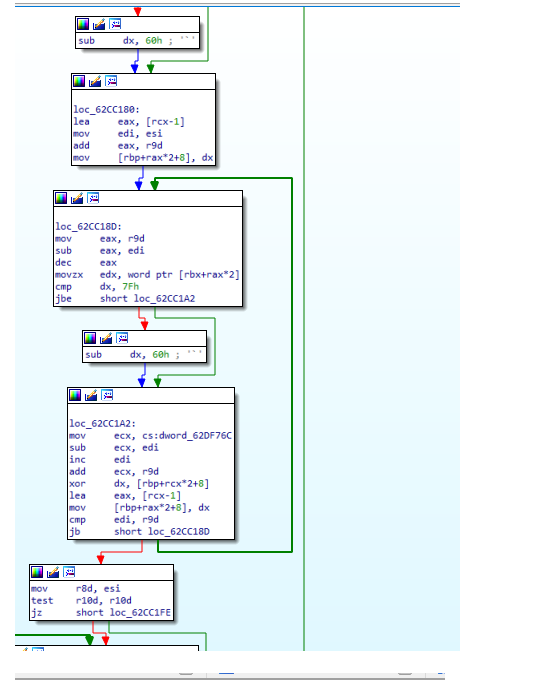 sub     dx, 60h ; '`'
loc_62CC180:
lea     eax, [rcx-1]
mov     edi, esi
add     eax, r9d
mov     [rbp+rax*2+8], dx
loc_62CC18D:
mov     eax, r9d
sub     eax, edi
dec     eax
movzx   edx, word ptr [rbx+rax*2]
cmp     dx, 7Fh
jbe     short loc_62CC1A2
sub     dx, 60h ; '`'
loc_62CC1A2:
mov     ecx, cs:dword_62DF76C
sub     ecx, edi
inc     edi
add     ecx, r9d
xor     dx, [rbp+rcx*2+8]
lea     eax, [rcx-1]
mov     [rbp+rax*2+8], dx
cmp     edi, r9d
jb      short loc_62CC18D
mov     r8d, esi
test    r10d, r10d
jz      short loc_62CC1FE